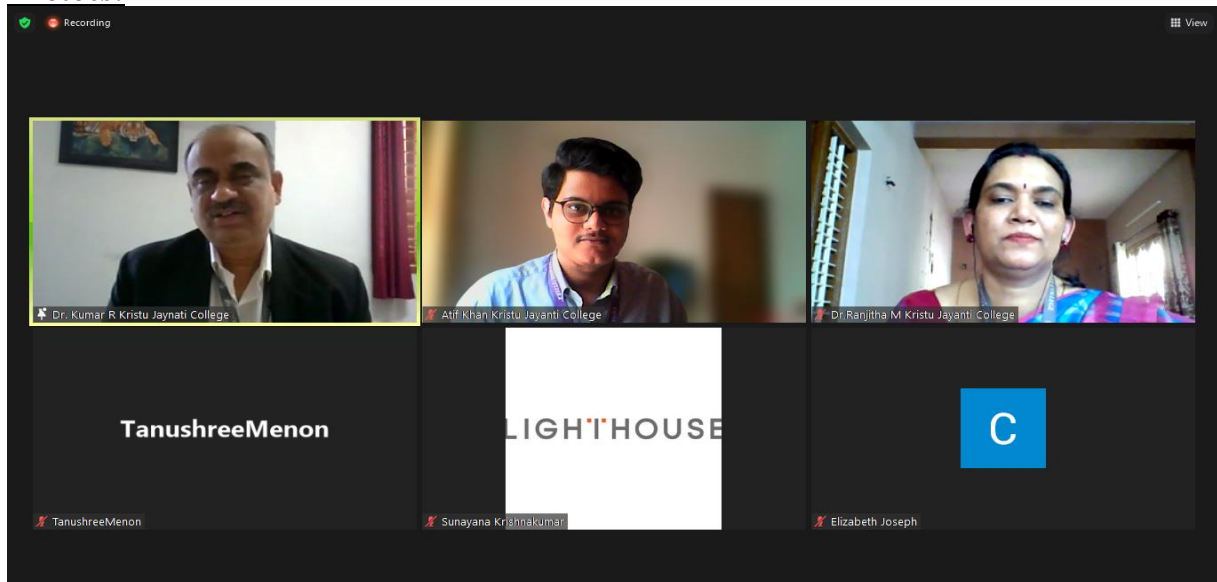 Recording
View
Dr. Kumar R Kristu Jaynati College
Atif Khan Kristu Jayanti College
Dr.Ranjitha M Kristu Jayanti College
TanushreeMenon
LIGHTHOUSE
C
TanushreeMenon
Sunayana Krishnakumar
Elizabeth Joseph